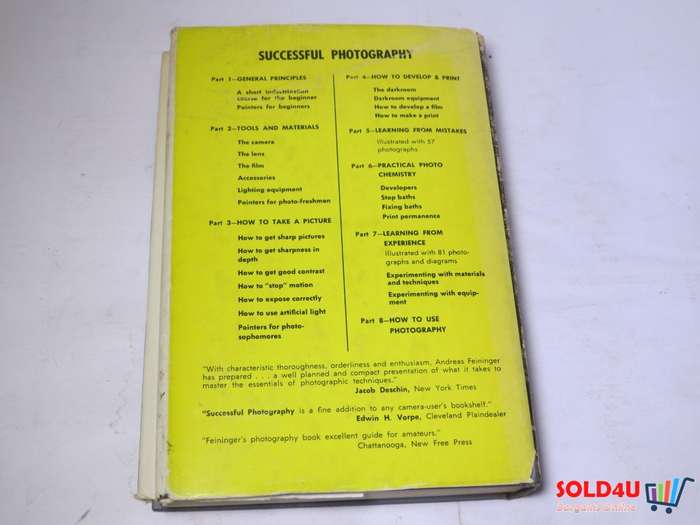 SUCCESSFUL PHOTOGRAPHY
Part 1—GENERAL PRINCIPLES
A short introduction
course for the beginner
Pointers for beginners
Part 2—TOOLS AND MATERIALS
The camera
The lens
The film
Accessories
Lighting equipment
Pointers for photo-freshmen
Part 3—HOW TO TAKE A PICTURE
How to get sharp pictures
How to get sharpness in
depth
How to get good contrast
How to "stop" motion
How to expose correctly
How to use artificial light
Pointers for photo-
sophomores
Part 4—HOW TO DEVELOP & PRINT
The darkroom
Darkroom equipment
How to develop a film
How to make a print
Part 5—LEARNING FROM MISTAKES
Illustrated with 57
photographs
Part 6—PRACTICAL PHOTO
CHEMISTRY
Developers
Stop baths
Fixing baths
Print permanence
Part 7—LEARNING FROM
EXPERIENCE
Illustrated with 81 photo-
graphs and diagrams
Experimenting with materials
and techniques
Experimenting with equip-
ment
Part 8—HOW TO USE
PHOTOGRAPHY
"With characteristic thoroughness, orderliness and enthusiasm, Andreas Feininger
has prepared . . . a well planned and compact presentation of what it takes to
master the essentials of photographic techniques."
Jacob Deschin, New York Times
"Successful Photography is a fine addition to any camera-user's bookshelf."
Edwin H. Vorpe, Cleveland Plaindealer
"Feininger's photography book excellent guide for amateurs."
Chattanooga, New Free Press
SOLD4U
Bargains Online